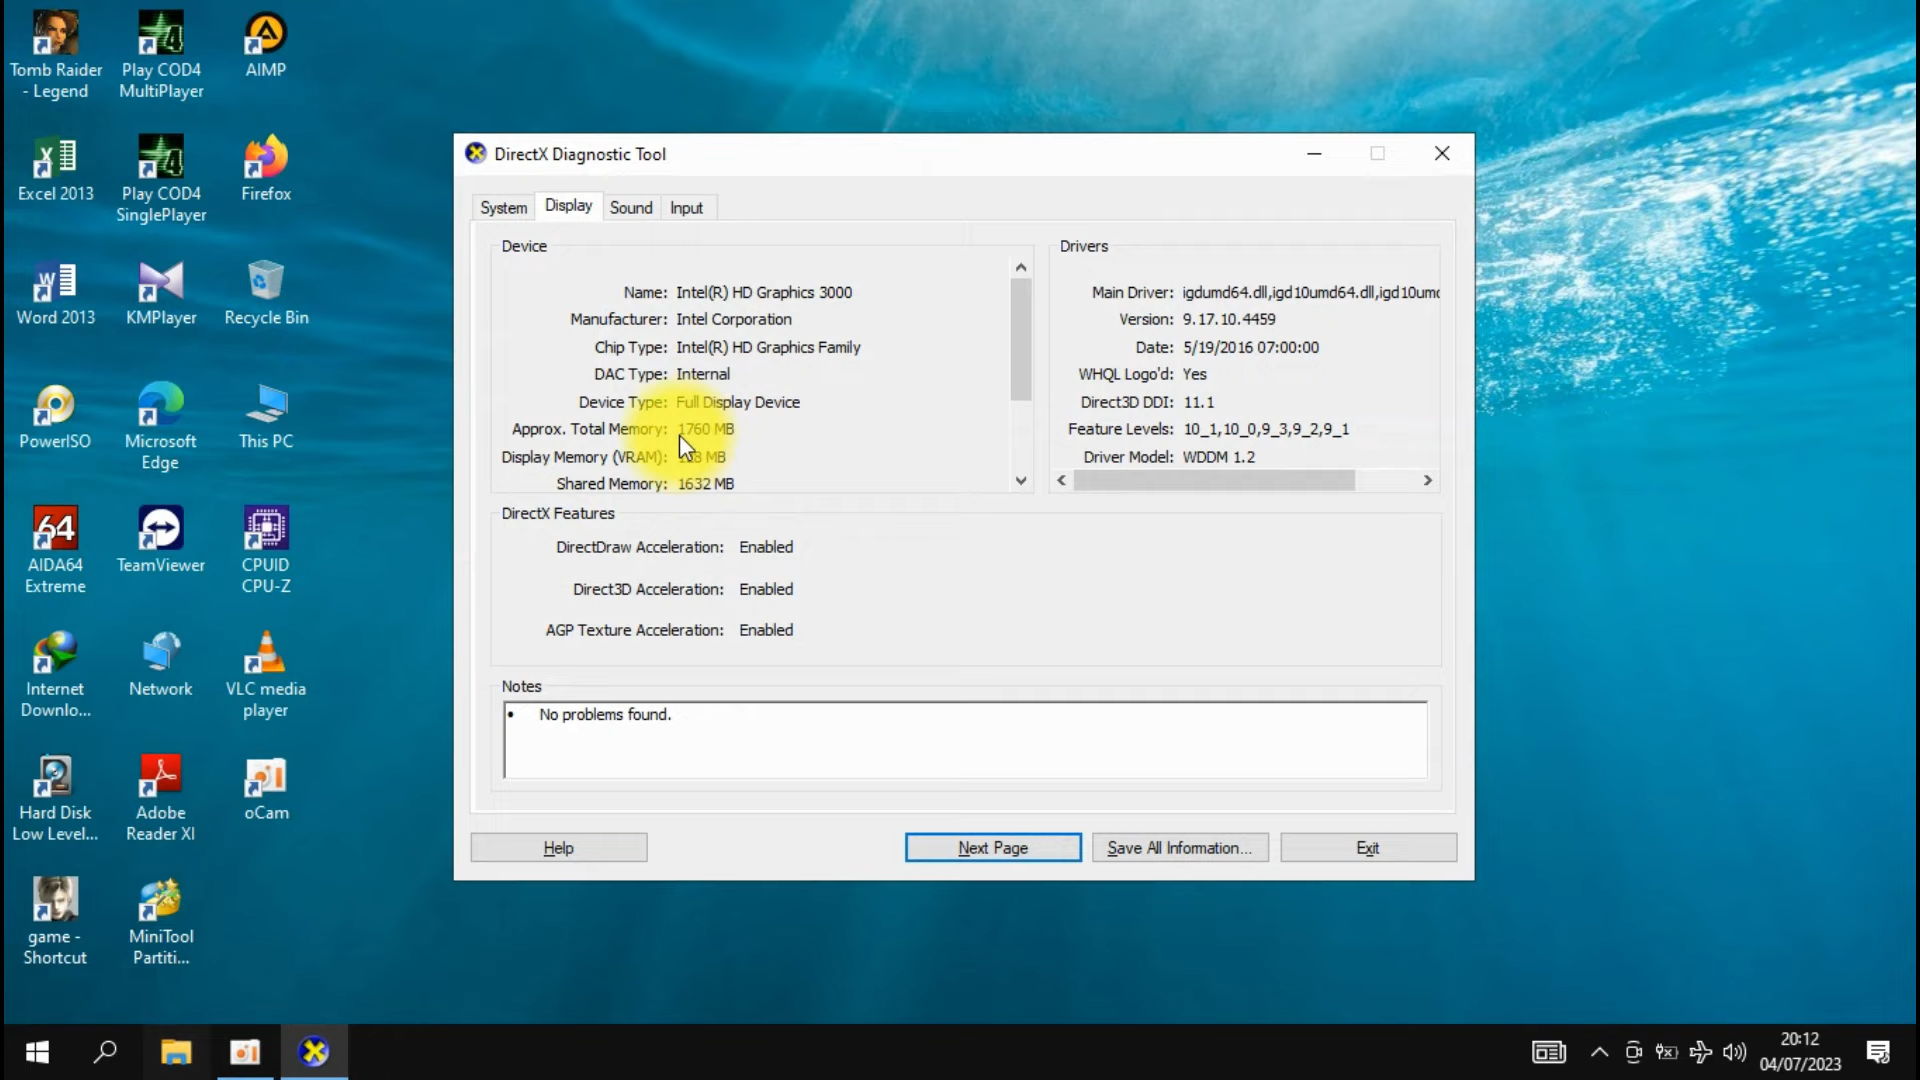 Tomb Raider
- Legend
Play COD4
MultiPlayer
AIMP
Excel 2013
Play COD4
SinglePlayer
Firefox
Word 2013
KMPlayer
Recycle Bin
PowerISO
Microsoft
Edge
This PC
64
AIDA64
Extreme
TeamViewer
CPUID
CPU-Z
Internet
Downlo...
Network
VLC media
player
Hard Disk
Low Level...
Adobe
Reader XI
oCam
game -
Shortcut
MiniTool
Partiti...
DirectX Diagnostic Tool
System
Display
Sound
Input
Device
Name: Intel(R) HD Graphics 3000
Manufacturer: Intel Corporation
Chip Type: Intel(R) HD Graphics Family
DAC Type: Internal
Device Type: Full Display Device
Approx. Total Memory: 1760 MB
Display Memory (VRAM): MB
Shared Memory: 1632 MB
Drivers
Main Driver: igdumd64.dll,igd10umd64.dll,igd10umd
Version: 9.17.10.4459
Date: 5/19/2016 07:00:00
WHQL Logo'd: Yes
Direct3D DDI: 11.1
Feature Levels: 10_1,10_0,9_3,9_2,9_1
Driver Model: WDDM 1.2
DirectX Features
DirectDraw Acceleration: Enabled
Direct3D Acceleration: Enabled
AGP Texture Acceleration: Enabled
Notes
• No problems found.
Help
Next Page
Save All Information...
Exit
20:12
04/07/2023